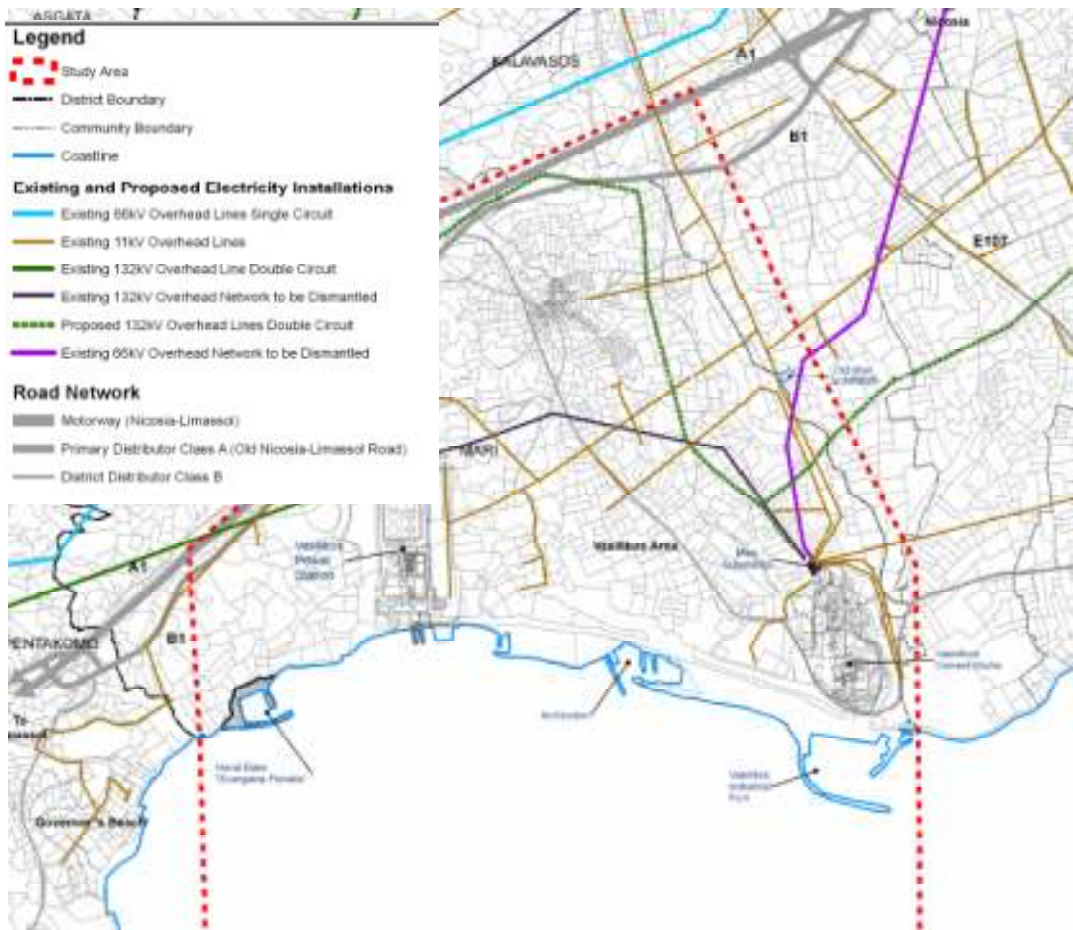 ASGATA
Legend
Study Area
District Boundary
Community Boundary
Coastline
Existing and Proposed Electricity Installations
Existing 66kV Overhead Lines Single Circuit
Existing 11kV Overhead Lines
Existing 132kV Overhead Line Double Circuit
Existing 132kV Overhead Network to be Dismantled
Proposed 132kV Overhead Lines Double Circuit
Existing 66kV Overhead Network to be Dismantled
Road Network
Motorway (Nicosia-Limassol)
Primary Distributor Class A (Old Nicosia-Limassol Road)
District Distributor Class B
Nicosia
KALAVASOS
A1
B1
E107
MARI
Vasilikos
Power
Station
Vasilikos Area
A1
PENTAKOMO
B1
To
Vasilikos
Industrial
Port
Governor's Beach